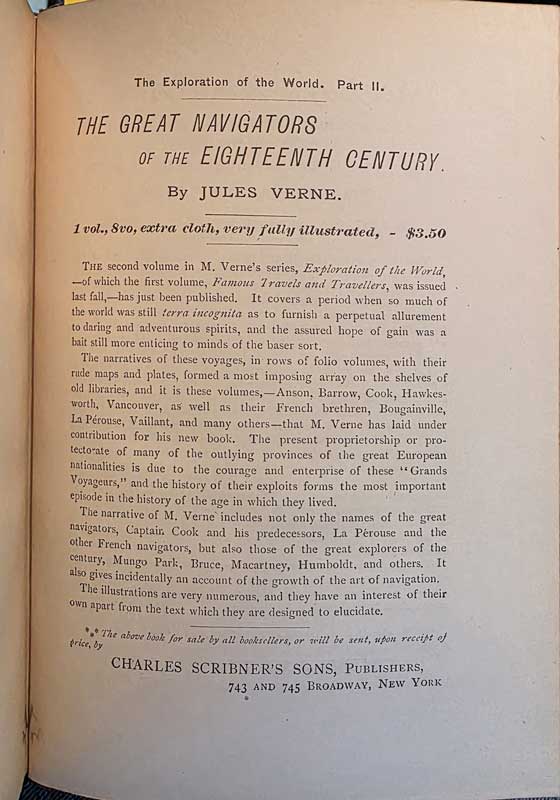 The Exploration of the World. Part II.
THE GREAT NAVIGATORS
OF THE EIGHTEENTH CENTURY.
By JULES VERNE.
1 vol., 8vo, extra cloth, very fully illustrated, - $3.50
THE second volume in M. Verne's series, Exploration of the World,
—of which the first volume, Famous Travels and Travellers, was issued
last fall,—has just been published. It covers a period when so much of
the world was still terra incognita as to furnish a perpetual allurement
to daring and adventurous spirits, and the assured hope of gain was a
bait still more enticing to minds of the baser sort.
The narratives of these voyages, in rows of folio volumes, with their
rude maps and plates, formed a most imposing array on the shelves of
old libraries, and it is these volumes,—Anson, Barrow, Cook, Hawkes-
worth, Vancouver, as well as their French brethren, Bougainville,
La Pérouse, Vaillant, and many others—that M. Verne has laid under
contribution for his new book. The present proprietorship or pro-
tectorate of many of the outlying provinces of the great European
nationalities is due to the courage and enterprise of these "Grands
Voyageurs," and the history of their exploits forms the most important
episode in the history of the age in which they lived.
The narrative of M. Verne includes not only the names of the great
navigators, Captain Cook and his predecessors, La Pérouse and the
other French navigators, but also those of the great explorers of the
century, Mungo Park, Bruce, Macartney, Humboldt, and others. It
also gives incidentally an account of the growth of the art of navigation.
The illustrations are very numerous, and they have an interest of their
own apart from the text which they are designed to elucidate.
*** The above book for sale by all booksellers, or will be sent, upon receipt of
price, by
CHARLES SCRIBNER'S SONS, PUBLISHERS,
743 AND 745 BROADWAY, NEW YORK